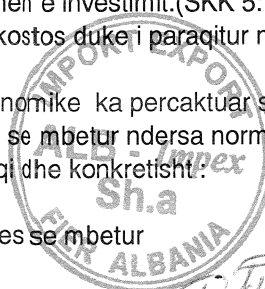 e investimit.(SKK 5.
kostos duke i paraqitur
nomike ka percaktuar
se mbetur ndersa norm
qi dhe konkretisht :
es se mbetur
IMPORT EXPORT
ALB - Impex
Sh.a
FIER ALBANIA